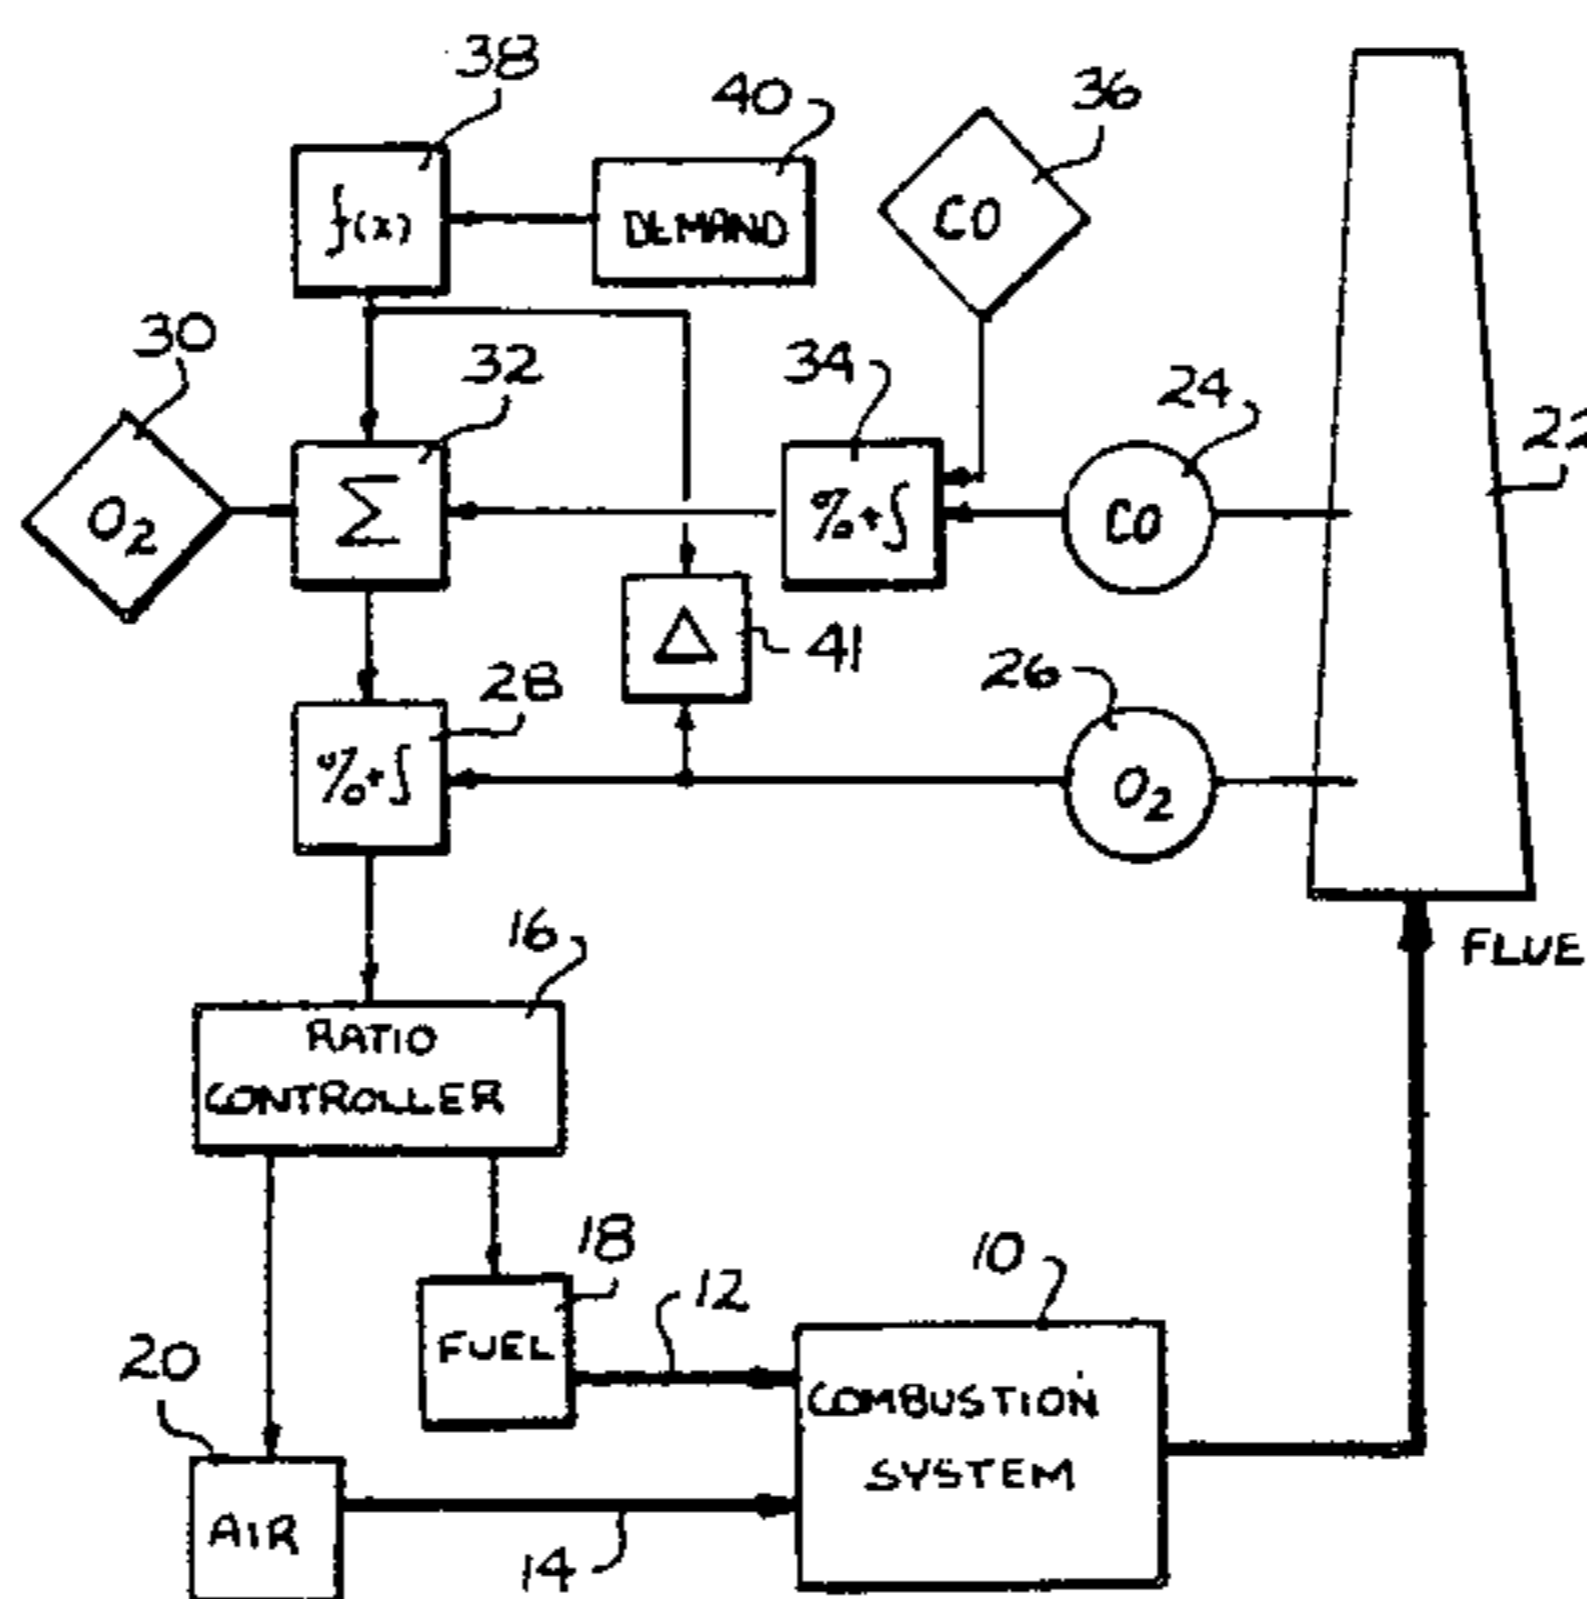 38
40
36
f(x)
DEMAND
CO
30
32
34
24
22
O2
Σ
%+∫
CO
Δ
41
28
26
%+∫
O2
FLUE
16
RATIO
CONTROLLER
18
12
10
FUEL
20
COMBUSTION
SYSTEM
AIR
14